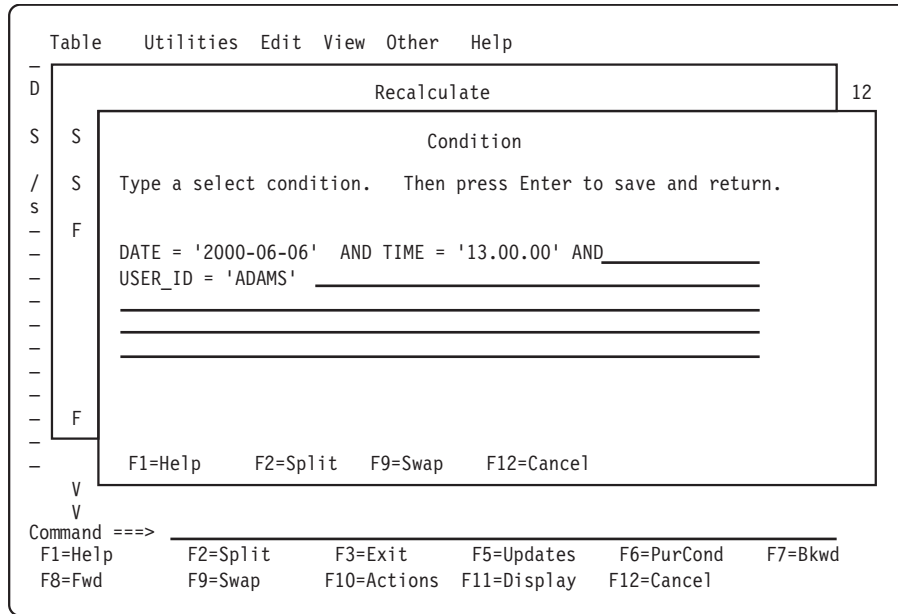 Table Utilities Edit View Other Help
_
D Recalculate 12
S S Condition
/ S Type a select condition. Then press Enter to save and return.
s
_ F
_ DATE = '2000-06-06' AND TIME = '13.00.00' AND
_ USER_ID = 'ADAMS'
_
_
_
_
_
_ F
_
_ F1=Help F2=Split F9=Swap F12=Cancel
V
V
Command ===>
F1=Help F2=Split F3=Exit F5=Updates F6=PurCond F7=Bkwd
F8=Fwd F9=Swap F10=Actions F11=Display F12=Cancel